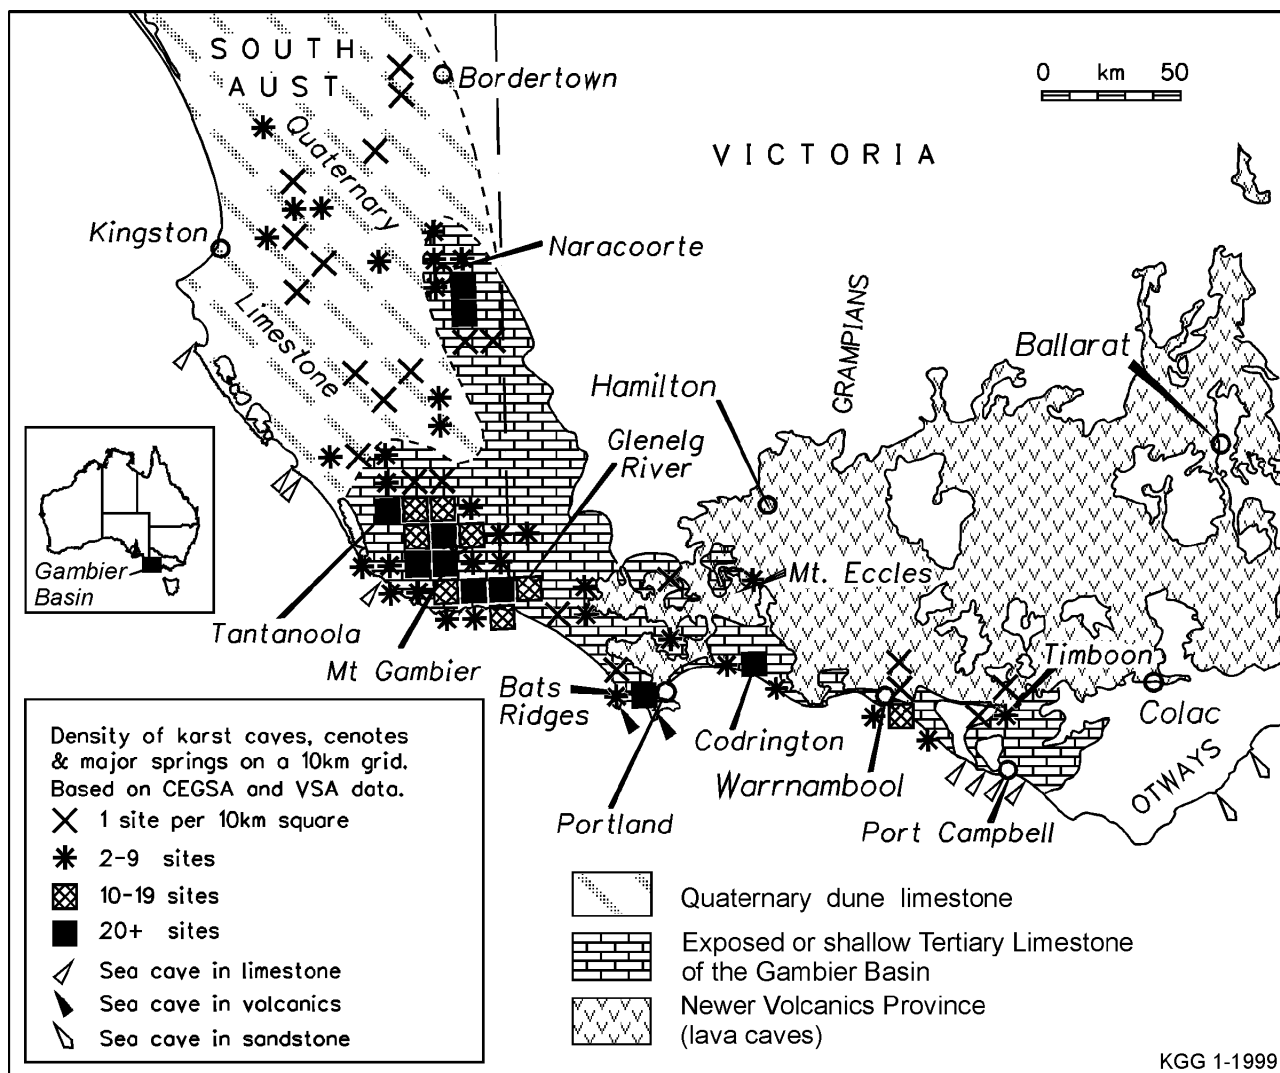 SOUTH
AUST
Bordertown
0 km 50
VICTORIA
Quaternary
Limestone
Kingston
Naracoorte
GRAMPIANS
Ballarat
Hamilton
Glenelg
River
Gambier
Basin
Mt. Eccles
Tantanoola
Mt Gambier
Timboon
Bats
Ridges
Colac
Codrington
Warrnambool
OTWAYS
Portland
Port Campbell
Density of karst caves, cenotes
& major springs on a 10km grid.
Based on CEGSA and VSA data.
1 site per 10km square
2-9 sites
10-19 sites
20+ sites
Sea cave in limestone
Sea cave in volcanics
Sea cave in sandstone
Quaternary dune limestone
Exposed or shallow Tertiary Limestone
of the Gambier Basin
Newer Volcanics Province
(lava caves)
KGG 1-1999